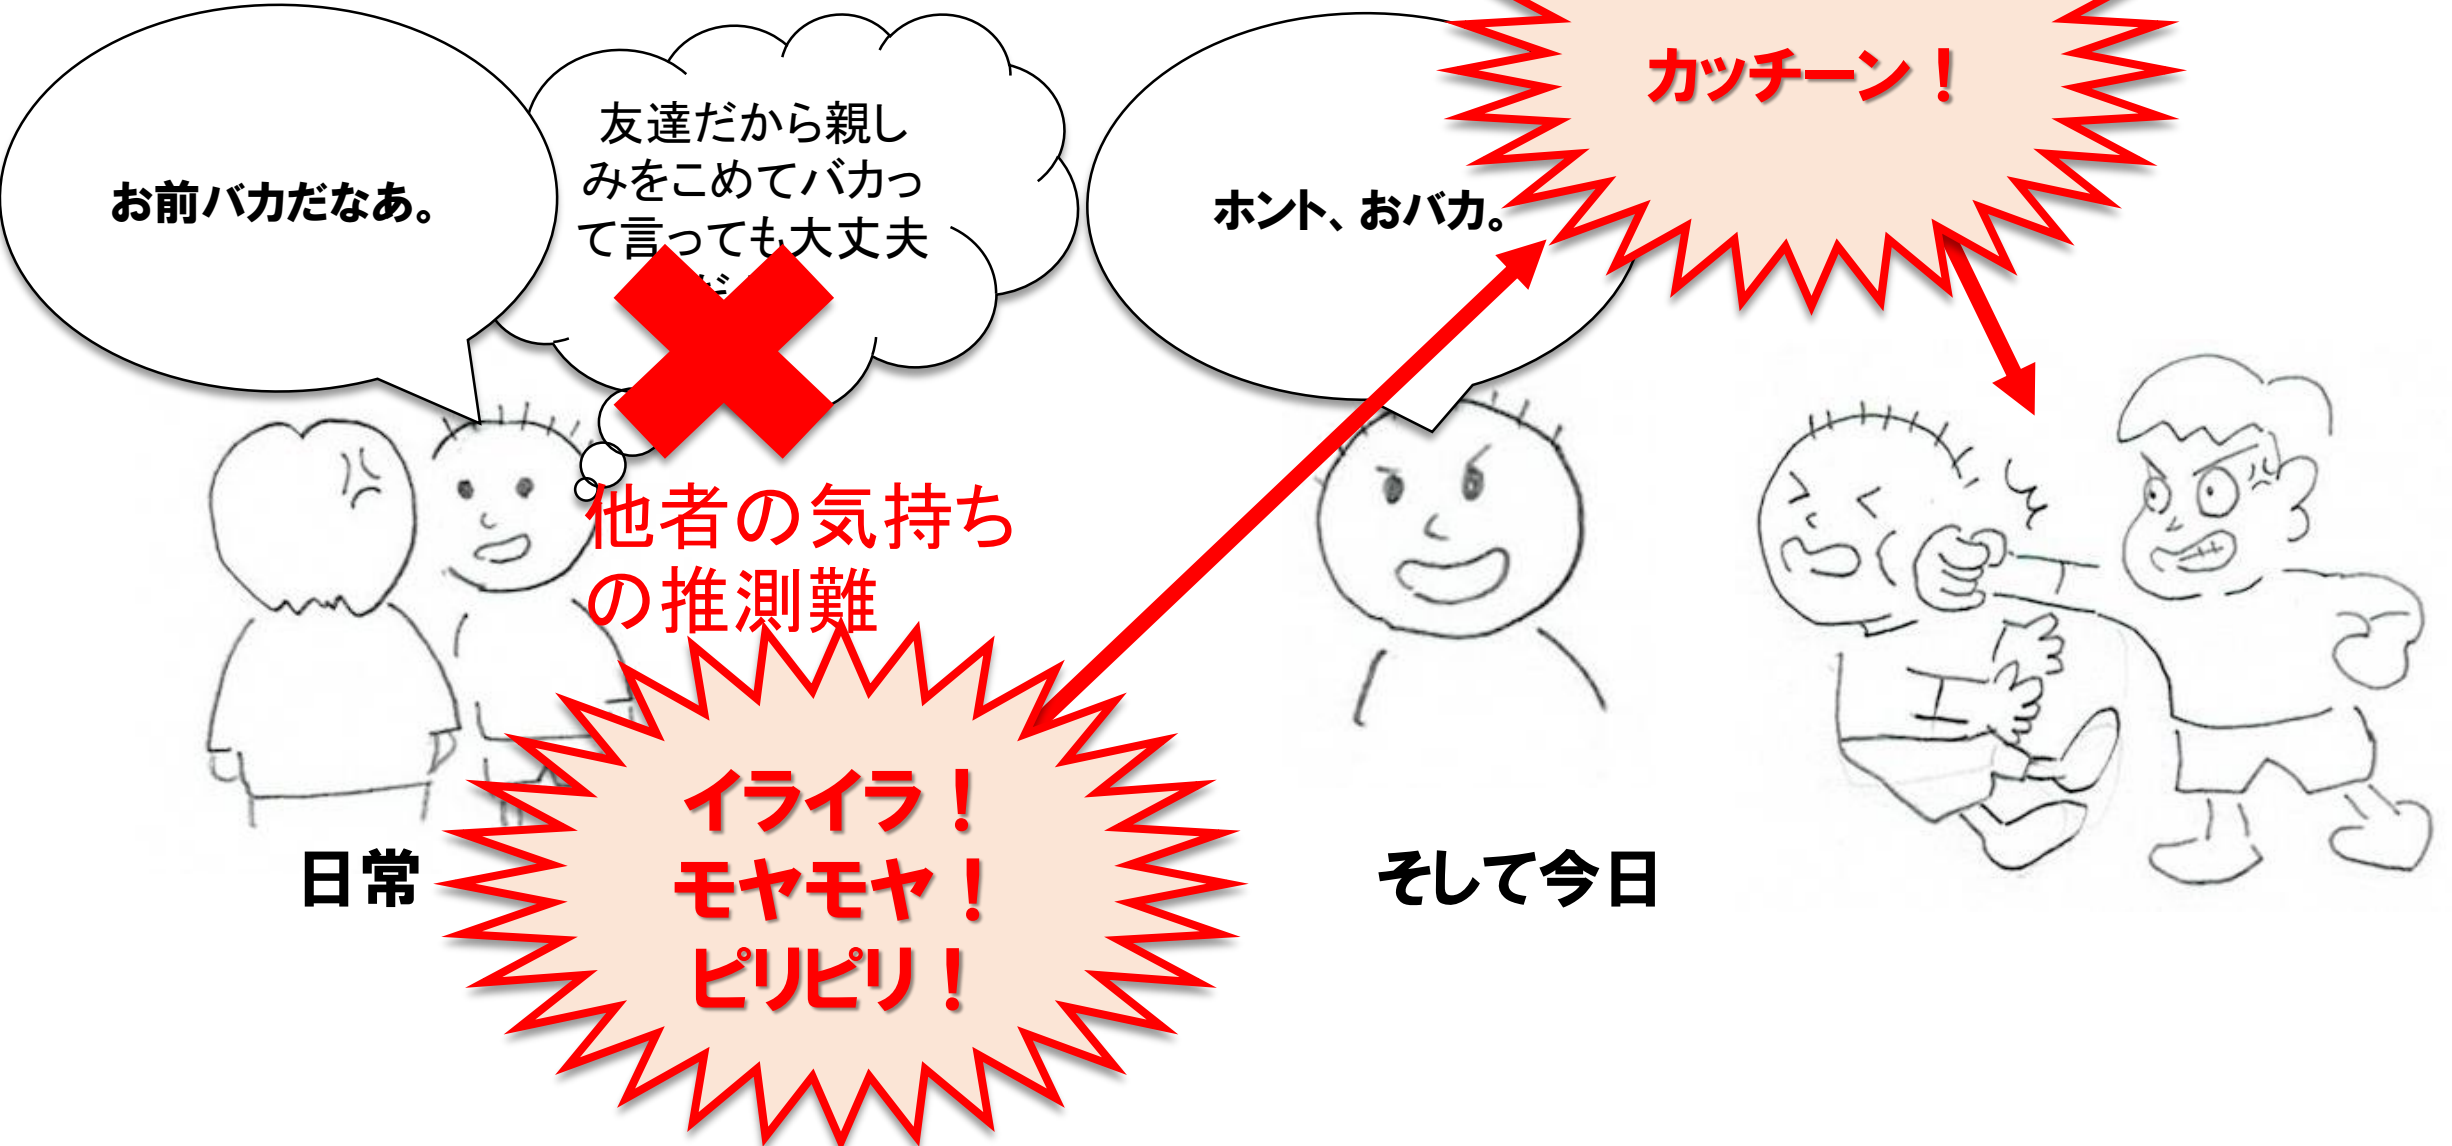 お前バカだなあ。
友達だから親し
みをこめてバカっ
て言っても大丈夫
他者の気持ち
の推測難
イライラ！
モヤモヤ！
ピリピリ！
日常
ホント、おバカ。
カッチーン！
そして今日